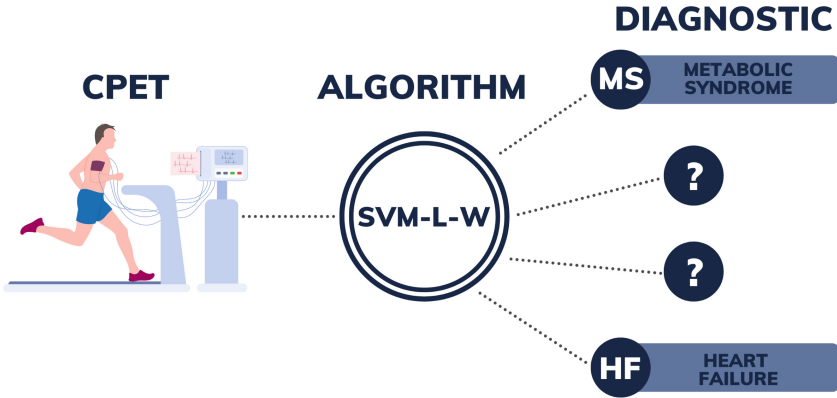 DIAGNOSTIC
CPET
ALGORITHM
MS
METABOLIC
SYNDROME
?
SVM-L-W
?
HF
HEART
FAILURE